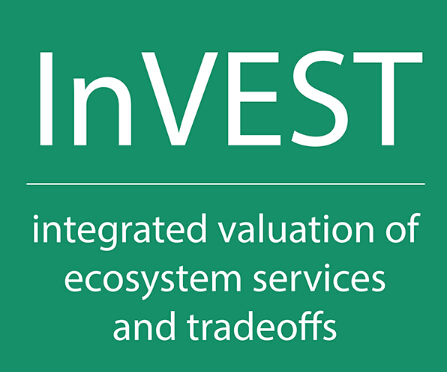 InVEST
integrated valuation of
ecosystem services
and tradeoffs